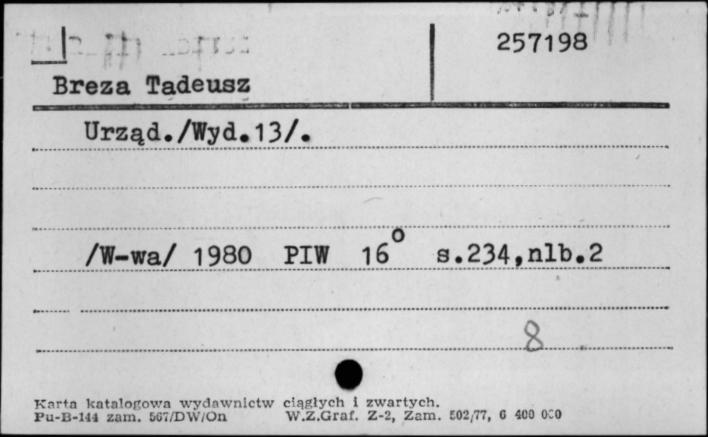 257198
Breza Tadeusz
Urząd./Wyd.13/.
/W-wa/ 1980 PIW 16° s.234,nlb.2
8
Karta katalogowa wydawnictw ciągłych i zwartych.
Pu-B-144 zam. 567/DW/On W.Z.Graf. Z-2, Zam. 502/77, 6 400 000